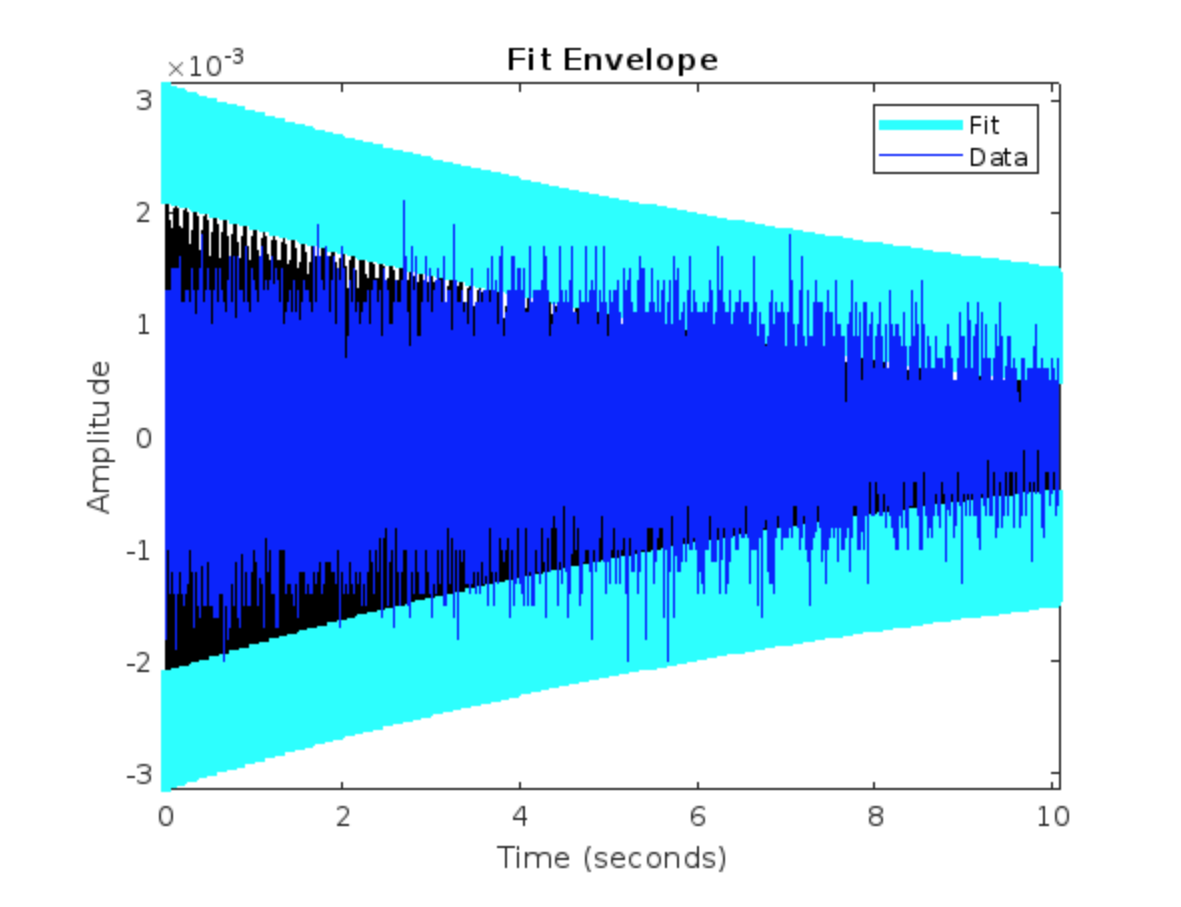 Fit Envelope
×10-3
3
2
1
0
-1
-2
-3
Amplitude
Fit
Data
0 2 4 6 8 10
Time (seconds)